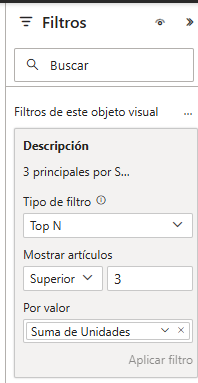 Filtros
Buscar
Filtros de este objeto visual ...
Descripción
3 principales por S...
Tipo de filtro
Top N
Mostrar artículos
Superior 3
Por valor
Suma de Unidades
Aplicar filtro